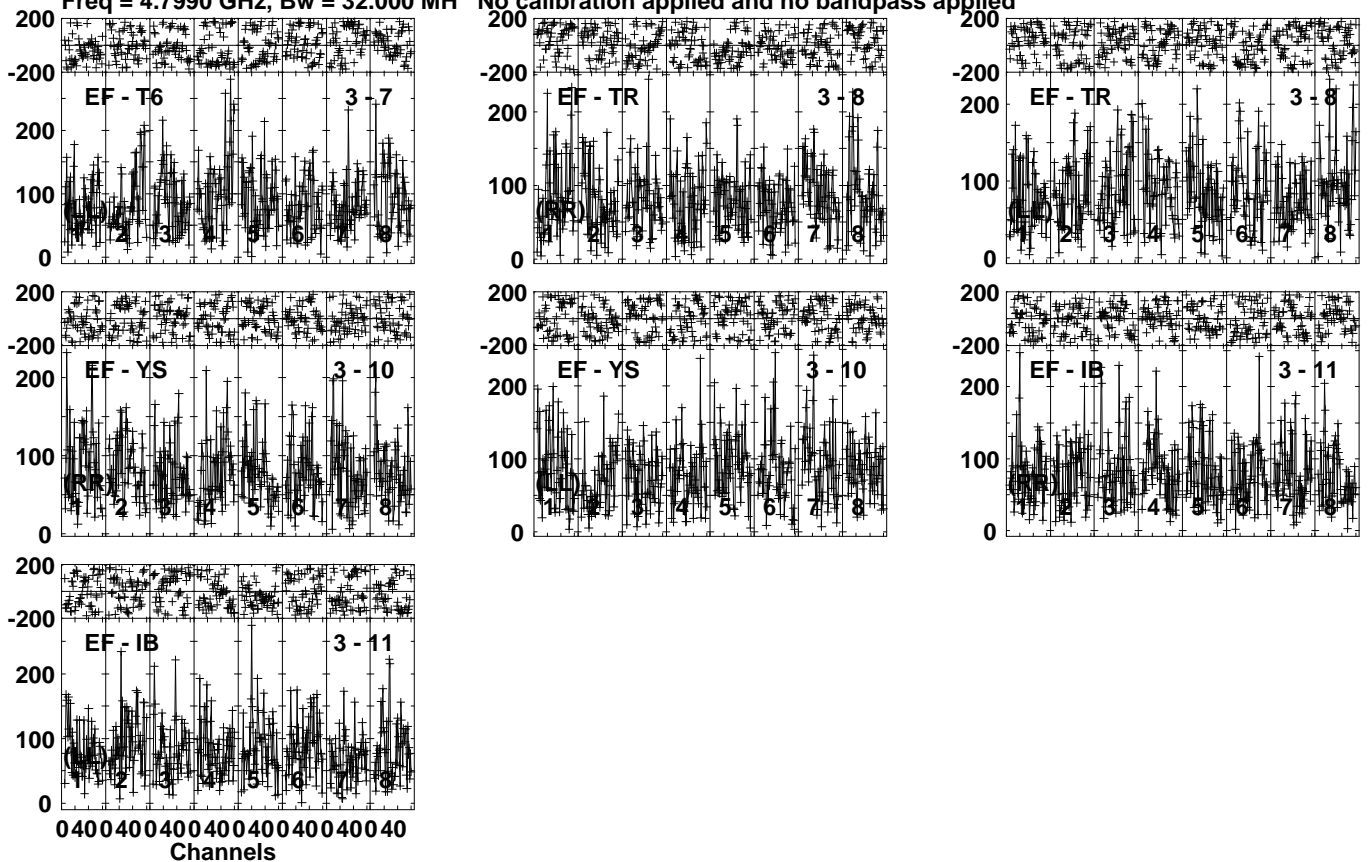 Freq = 4.7990 GHz, Bw = 32.000 MH   No calibration applied and no bandpass applied
200
-200
EF - T6 3 - 7
200
100
0
(LL)
1 2 3 4 5 6 7 8
200
-200
EF - TR 3 - 8
200
100
0
(RR)
1 2 3 4 5 6 7 8
200
-200
EF - TR 3 - 8
200
100
0
(LL)
1 2 3 4 5 6 7 8
200
-200
EF - YS 3 - 10
200
100
0
(RR)
1 2 3 4 5 6 7 8
200
-200
EF - YS 3 - 10
200
100
0
(LL)
1 2 3 4 5 6 7 8
200
-200
EF - IB 3 - 11
200
100
0
(RR)
1 2 3 4 5 6 7 8
200
-200
EF - IB 3 - 11
200
100
0
(LL)
1 2 3 4 5 6 7 8
0 40 0 40 0 40 0 40 0 40 0 40 0 40 0 40
Channels